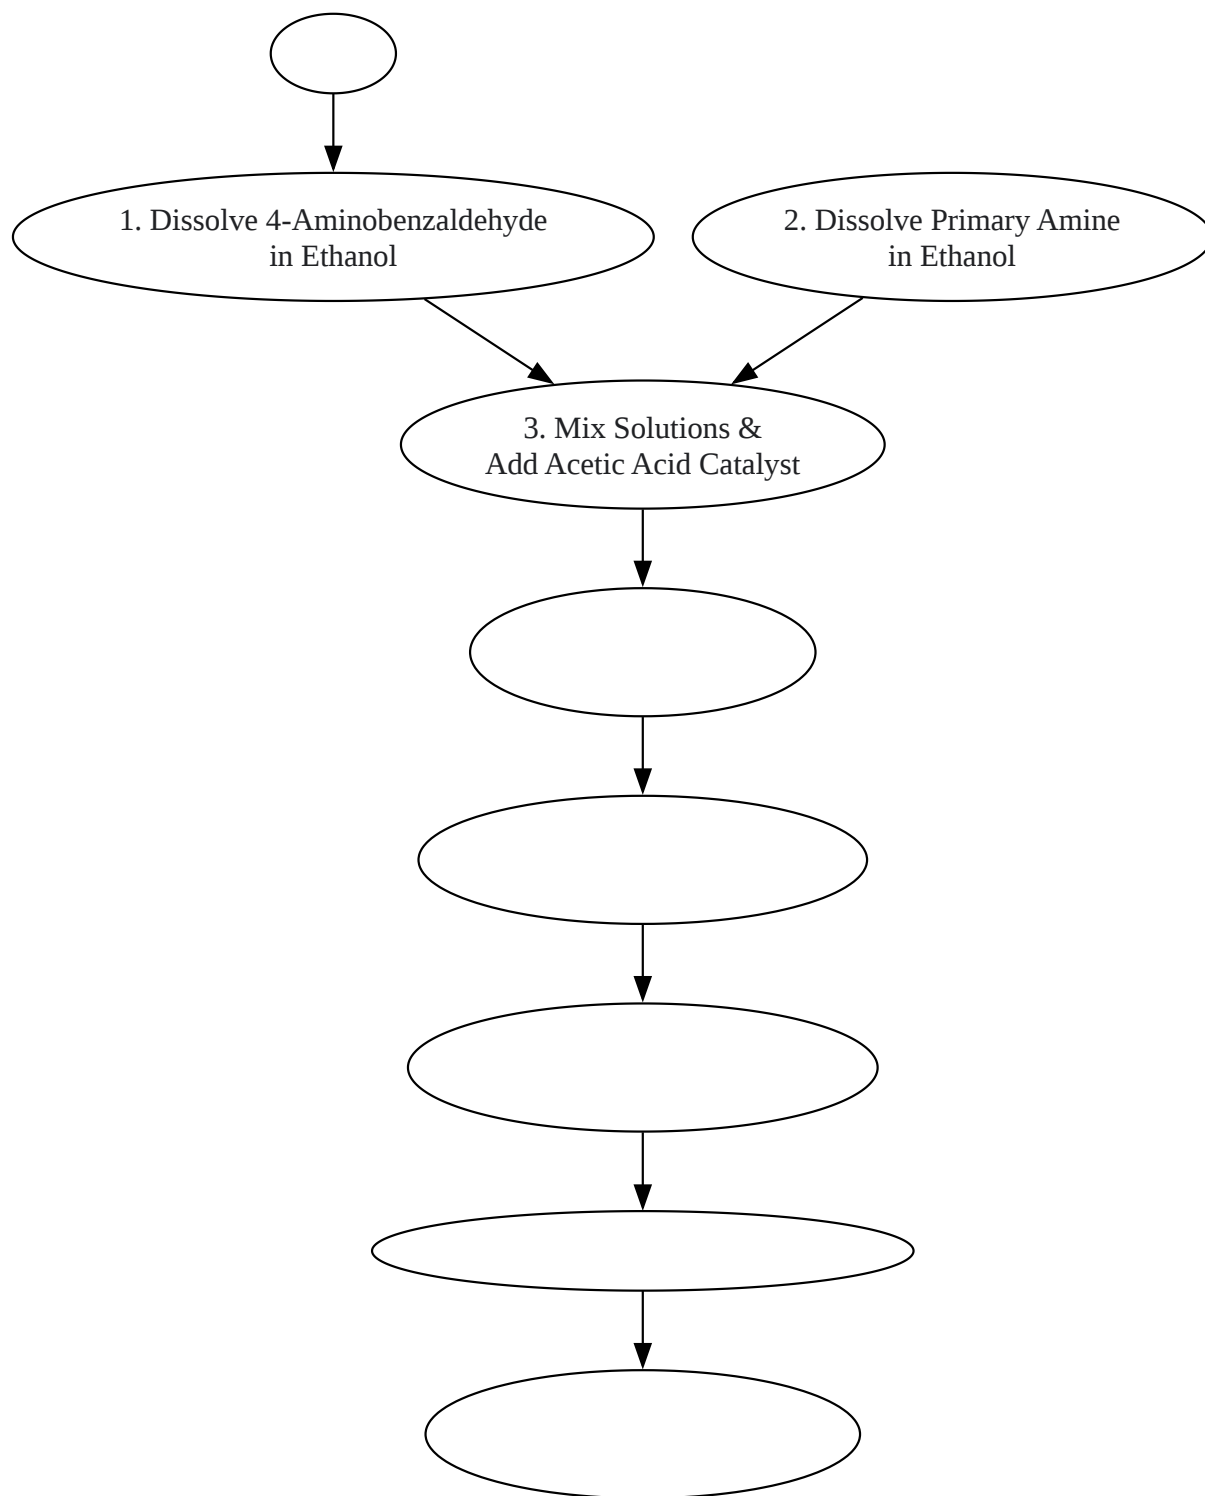 1. Dissolve 4-Aminobenzaldehyde
in Ethanol
2. Dissolve Primary Amine
in Ethanol
3. Mix Solutions &
Add Acetic Acid Catalyst